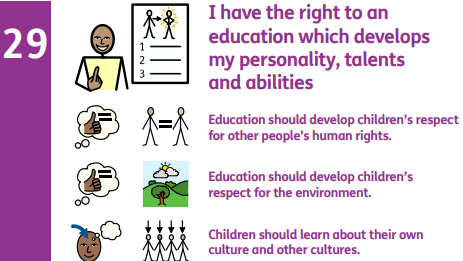 29
I have the right to an
education which develops
my personality, talents
and abilities
1
2
3
Education should develop children's respect
for other people's human rights.
Education should develop children's
respect for the environment.
Children should learn about their own
culture and other cultures.